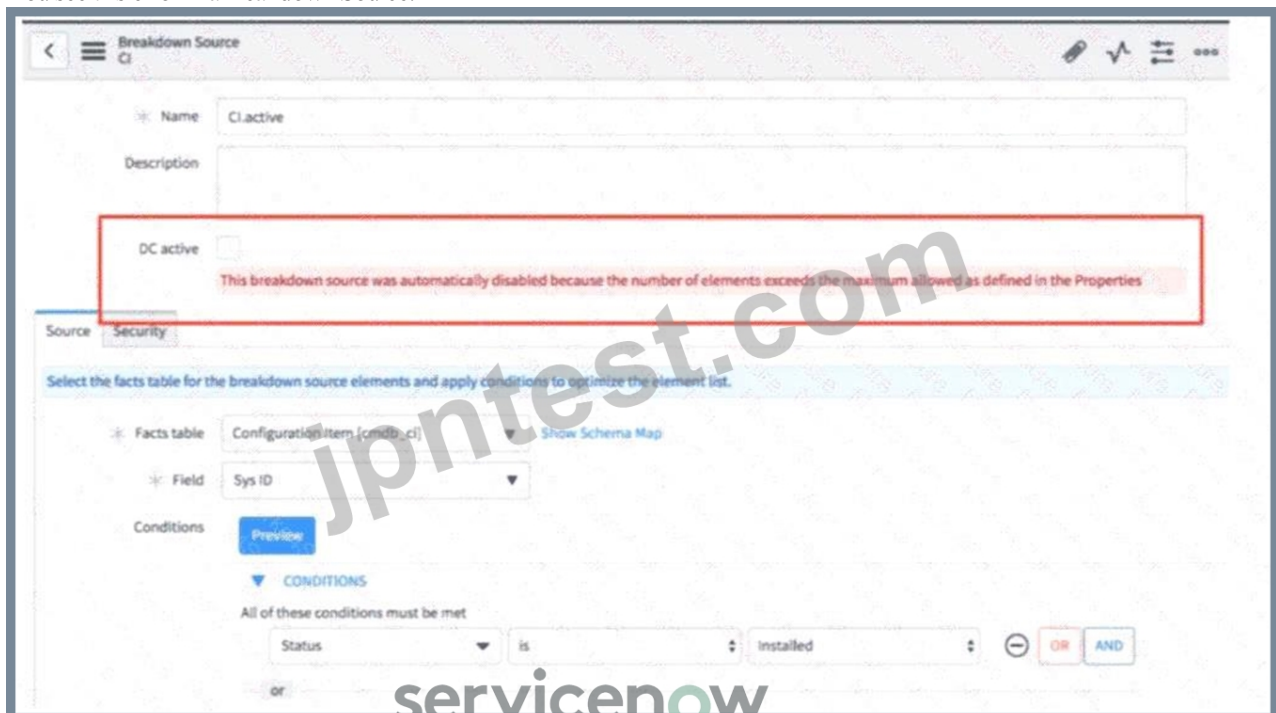 Breakdown Source
CI
Name
CI.active
Description
DC active
This breakdown source was automatically disabled because the number of elements exceeds the maximum allowed as defined in the Properties
Source Security
Select the facts table for the breakdown source elements and apply conditions to optimize the element list.
Facts table Configuration Item [cmdb_ci] Show Schema Map
Field Sys ID
Conditions Preview
CONDITIONS
All of these conditions must be met
Status is Installed OR AND
or
servicenow
jpntest.com